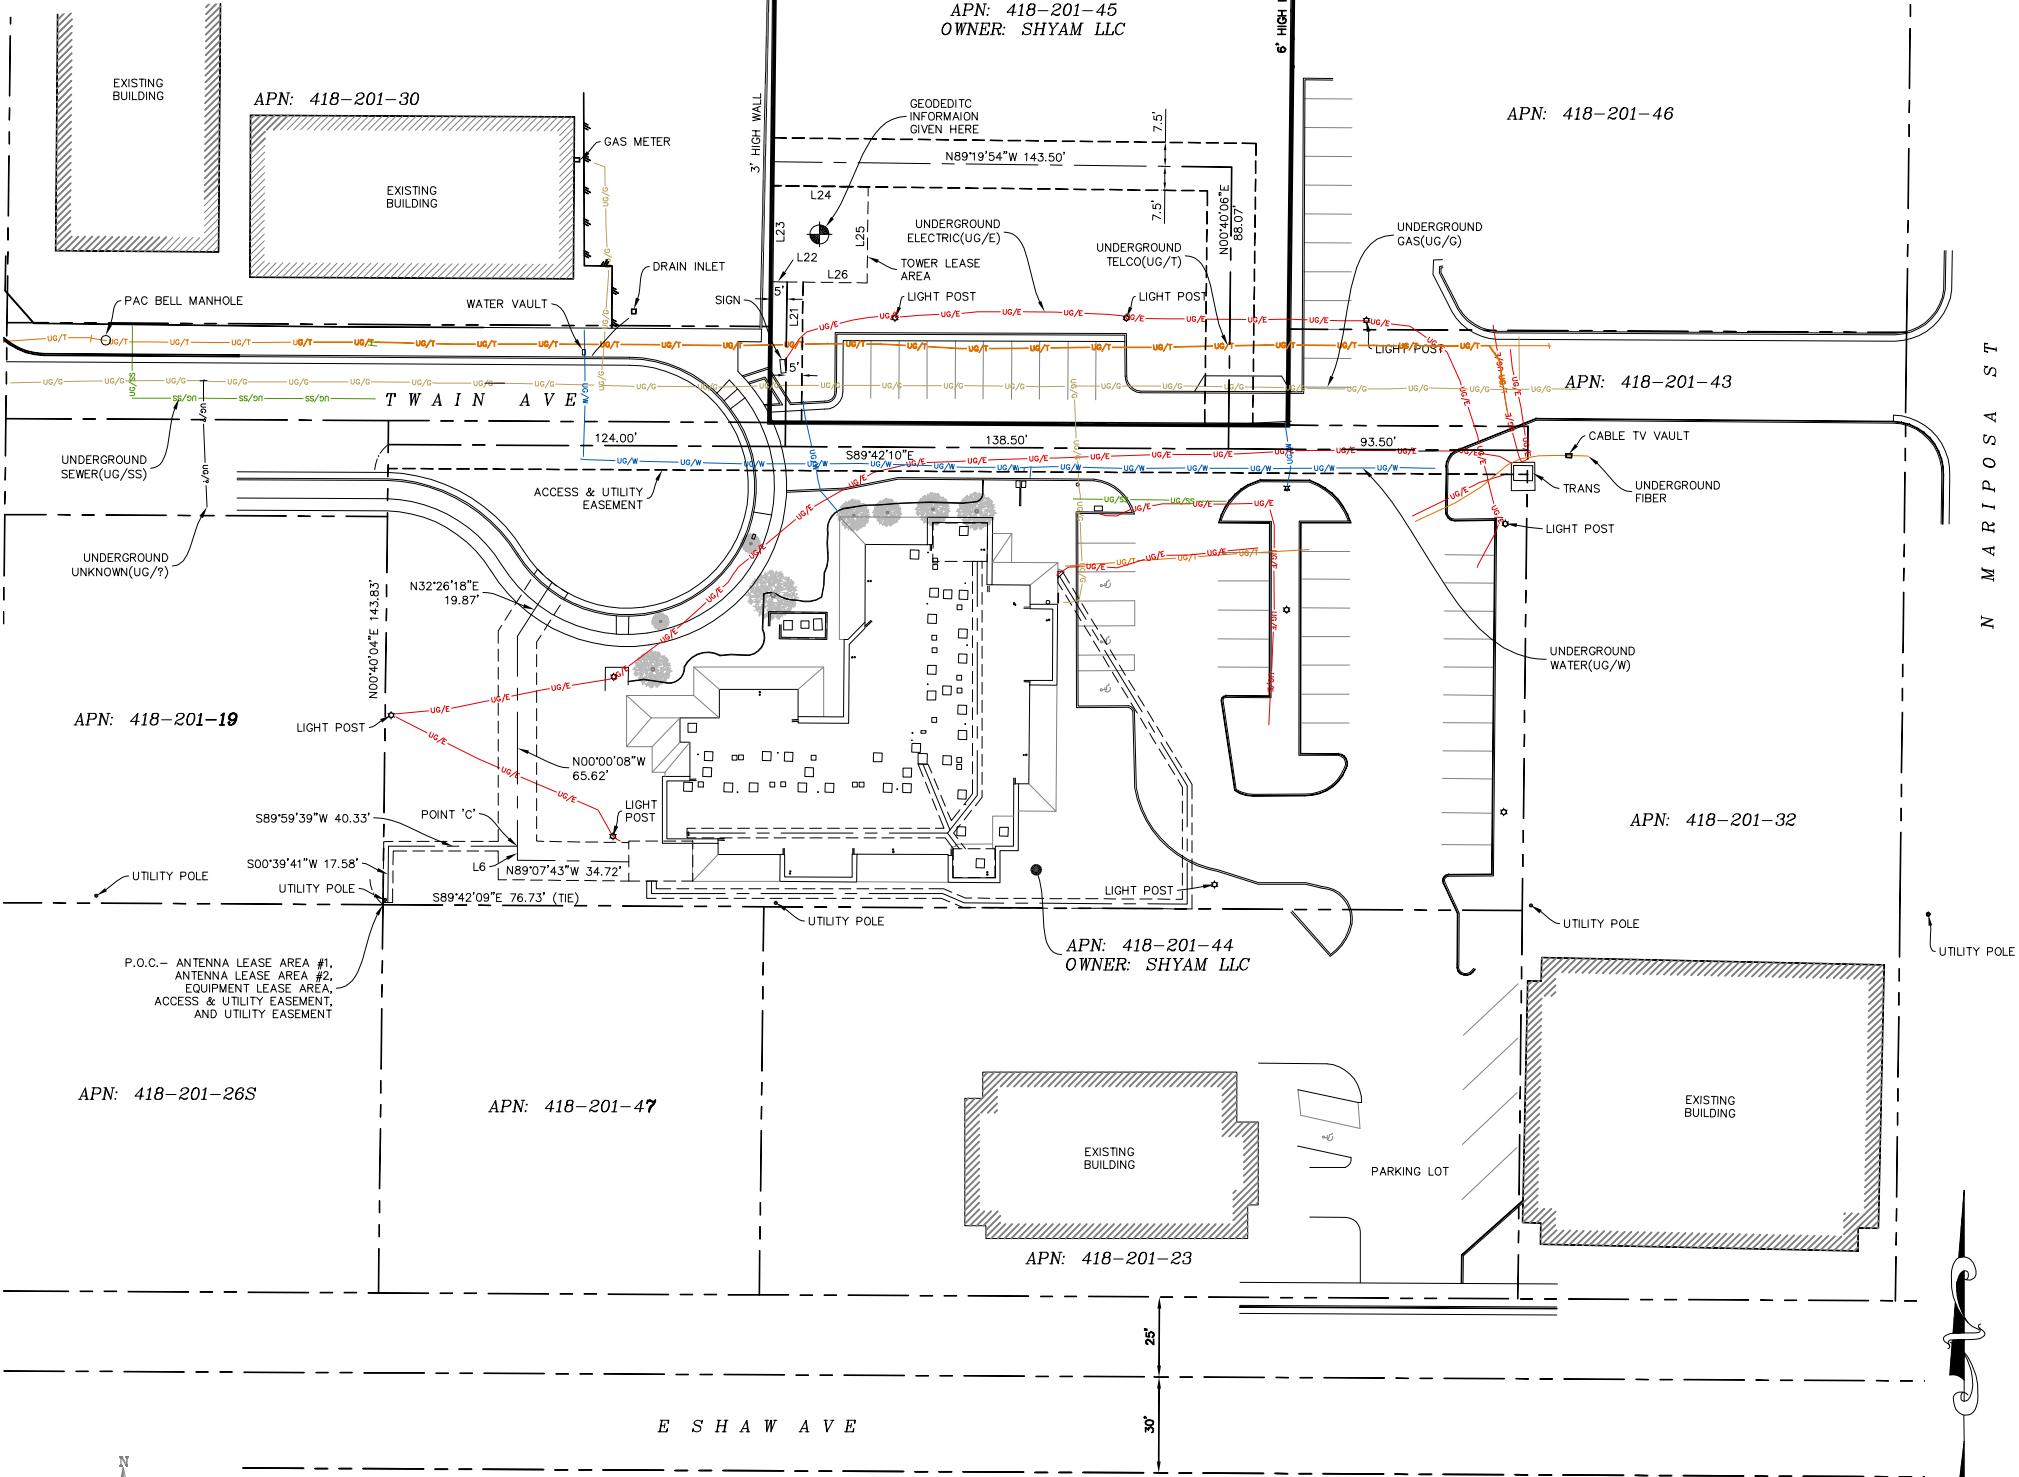 APN: 418-201-45
OWNER: SHYAM LLC
6' HIGH
EXISTING
BUILDING
APN: 418-201-30
GAS METER
EXISTING
BUILDING
3' HIGH WALL
GEODEDITC
INFORMAION
GIVEN HERE
N89°19'54"W 143.50'
7.5'
7.5'
N00°40'06"E
88.07'
APN: 418-201-46
L24
L23
L25
L22
L26
L21
5'
5'
TOWER LEASE
AREA
UNDERGROUND
ELECTRIC(UG/E)
UNDERGROUND
TELCO(UG/T)
UNDERGROUND
GAS(UG/G)
DRAIN INLET
PAC BELL MANHOLE
WATER VAULT
SIGN
LIGHT POST
LIGHT POST
LIGHT POST
UG/T
UG/G
UG/E
UG/W
UG/SS
UG/?
TWAIN AVE
APN: 418-201-43
N MARIPOSA ST
124.00'
138.50'
93.50'
S89°42'10"E
CABLE TV VAULT
TRANS
UNDERGROUND
FIBER
LIGHT POST
UNDERGROUND
SEWER(UG/SS)
ACCESS & UTILITY
EASEMENT
UNDERGROUND
UNKNOWN(UG/?)
N32°26'18"E
19.87'
N00°40'04"E 143.83'
UNDERGROUND
WATER(UG/W)
APN: 418-201-19
LIGHT POST
N00°00'08"W
65.62'
LIGHT
POST
S89°59'39"W 40.33'
POINT 'C'
S00°39'41"W 17.58'
L6
N89°07'43"W 34.72'
UTILITY POLE
UTILITY POLE
S89°42'09"E 76.73' (TIE)
UTILITY POLE
LIGHT POST
UTILITY POLE
UTILITY POLE
APN: 418-201-32
APN: 418-201-44
OWNER: SHYAM LLC
P.O.C.- ANTENNA LEASE AREA #1,
ANTENNA LEASE AREA #2,
EQUIPMENT LEASE AREA,
ACCESS & UTILITY EASEMENT,
AND UTILITY EASEMENT
APN: 418-201-26S
APN: 418-201-47
EXISTING
BUILDING
EXISTING
BUILDING
PARKING LOT
APN: 418-201-23
25'
30'
E SHAW AVE
N